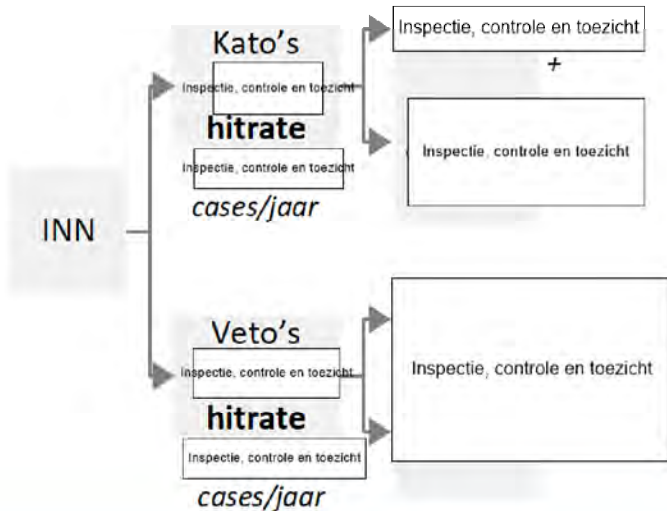 Kato's
Inspectie, controle en toezicht
hitrate
Inspectie, controle en toezicht
cases/jaar
Inspectie, controle en toezicht
+
Inspectie, controle en toezicht
INN
Veto's
Inspectie, controle en toezicht
hitrate
Inspectie, controle en toezicht
cases/jaar
Inspectie, controle en toezicht